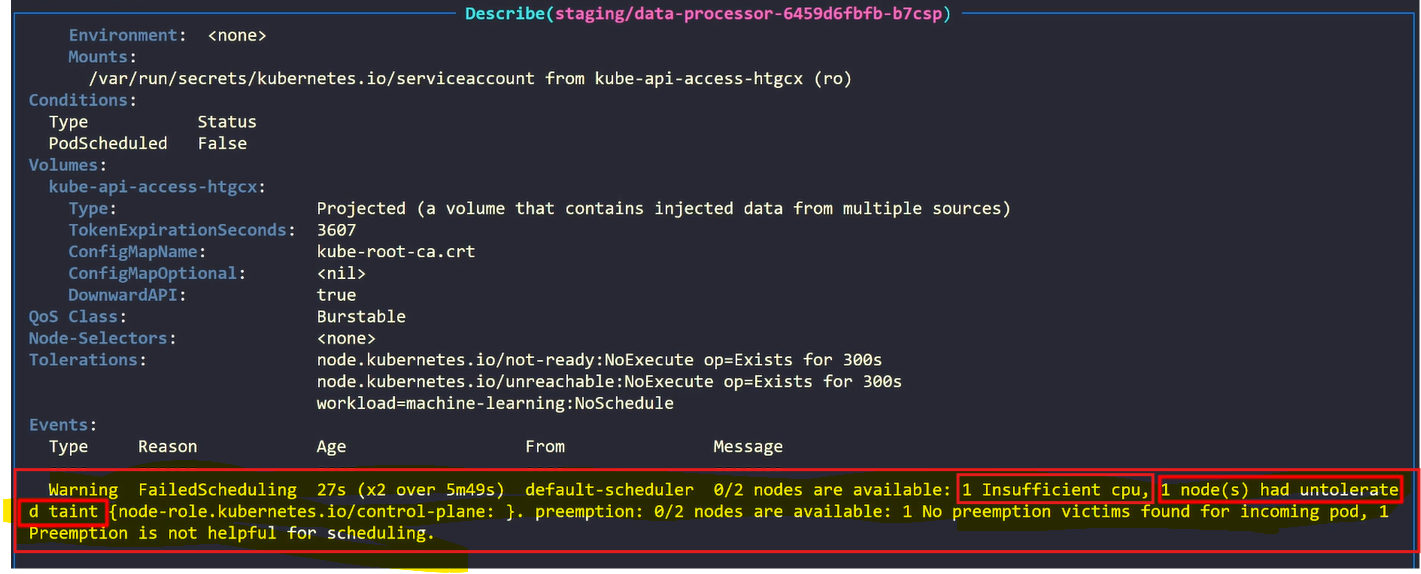 Describe(staging/data-processor-6459d6fbfb-b7csp)
Environment: <none>
Mounts:
/var/run/secrets/kubernetes.io/serviceaccount from kube-api-access-htgcx (ro)
Conditions:
Type Status
PodScheduled False
Volumes:
kube-api-access-htgcx:
Type: Projected (a volume that contains injected data from multiple sources)
TokenExpirationSeconds: 3607
ConfigMapName: kube-root-ca.crt
ConfigMapOptional: <nil>
DownwardAPI: true
QoS Class: Burstable
Node-Selectors: <none>
Tolerations: node.kubernetes.io/not-ready:NoExecute op=Exists for 300s
node.kubernetes.io/unreachable:NoExecute op=Exists for 300s
workload=machine-learning:NoSchedule
Events:
Type Reason Age From Message
Warning FailedScheduling 27s (x2 over 5m49s) default-scheduler 0/2 nodes are available: 1 Insufficient cpu, 1 node(s) had untolerate
d taint {node-role.kubernetes.io/control-plane: }. preemption: 0/2 nodes are available: 1 No preemption victims found for incoming pod, 1
Preemption is not helpful for scheduling.